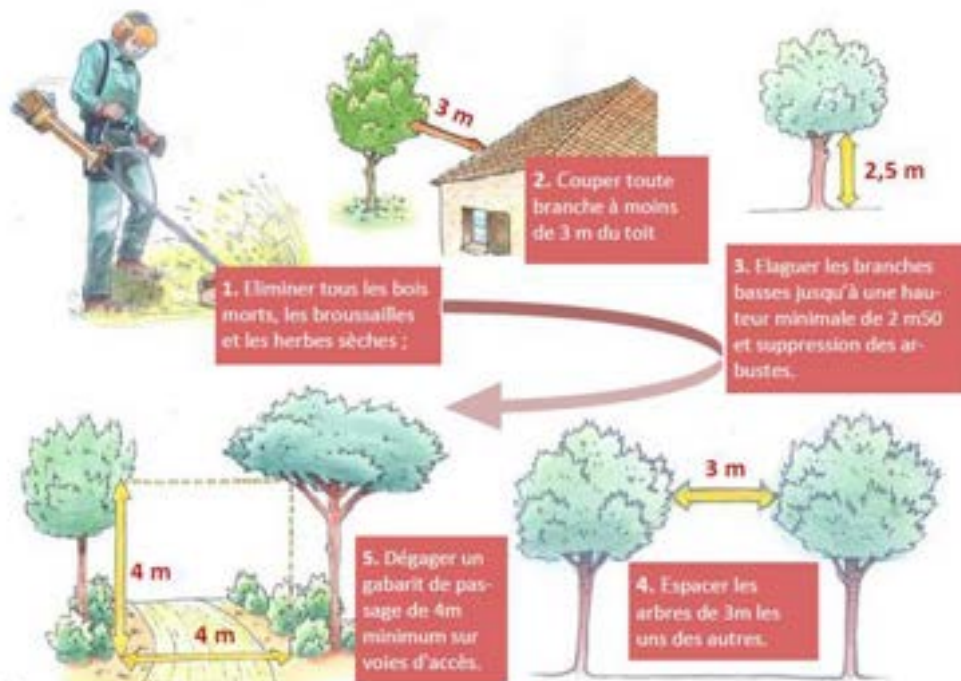 1. Eliminer tous les bois
morts, les broussailles
et les herbes sèches ;
3 m
2. Couper toute
branche à moins
de 3 m du toit
2,5 m
3. Elaguer les branches
basses jusqu'à une hau-
teur minimale de 2 m50
et suppression des ar-
bustes.
3 m
4. Espacer les
arbres de 3m les
uns des autres.
4 m
4 m
5. Dégager un
gabarit de pas-
sage de 4m
minimum sur
voies d'accès.